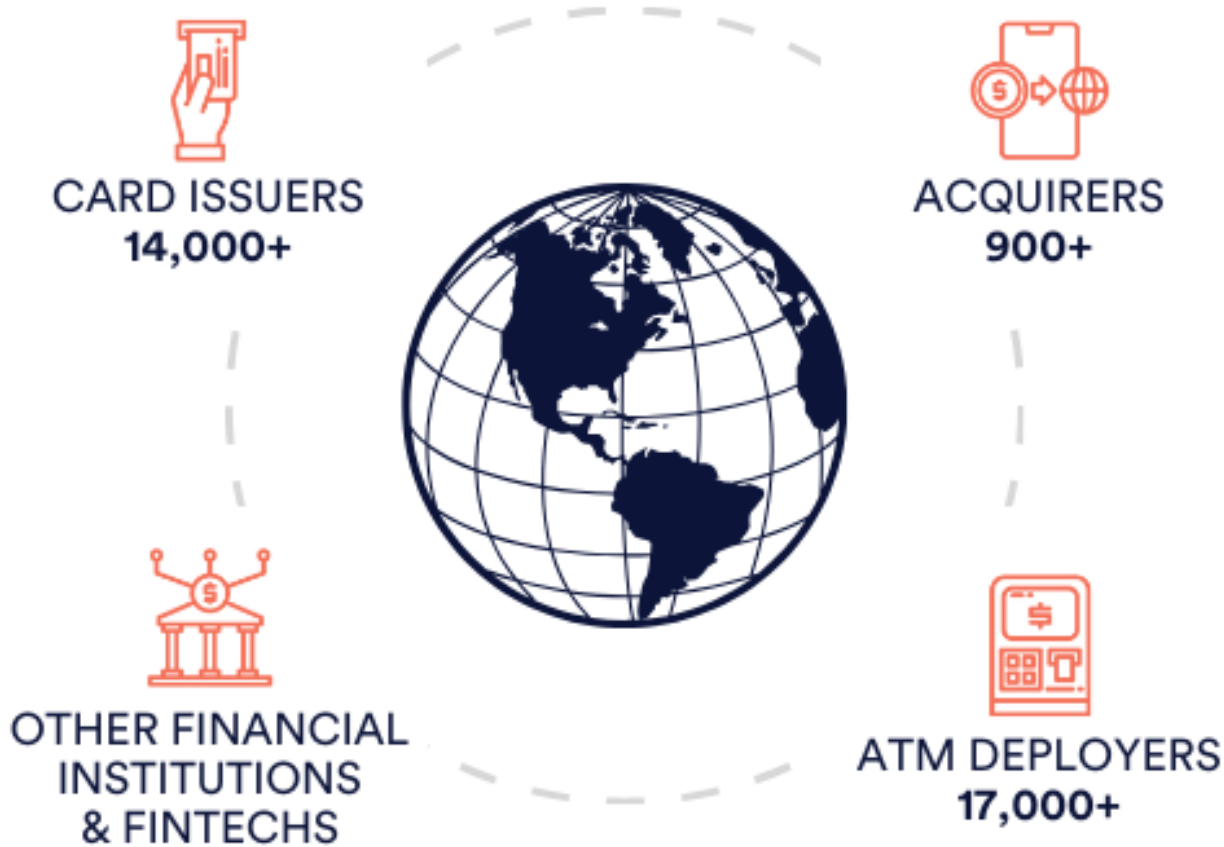 CARD ISSUERS
14,000+
ACQUIRERS
900+
OTHER FINANCIAL
INSTITUTIONS
& FINTECHS
ATM DEPLOYERS
17,000+